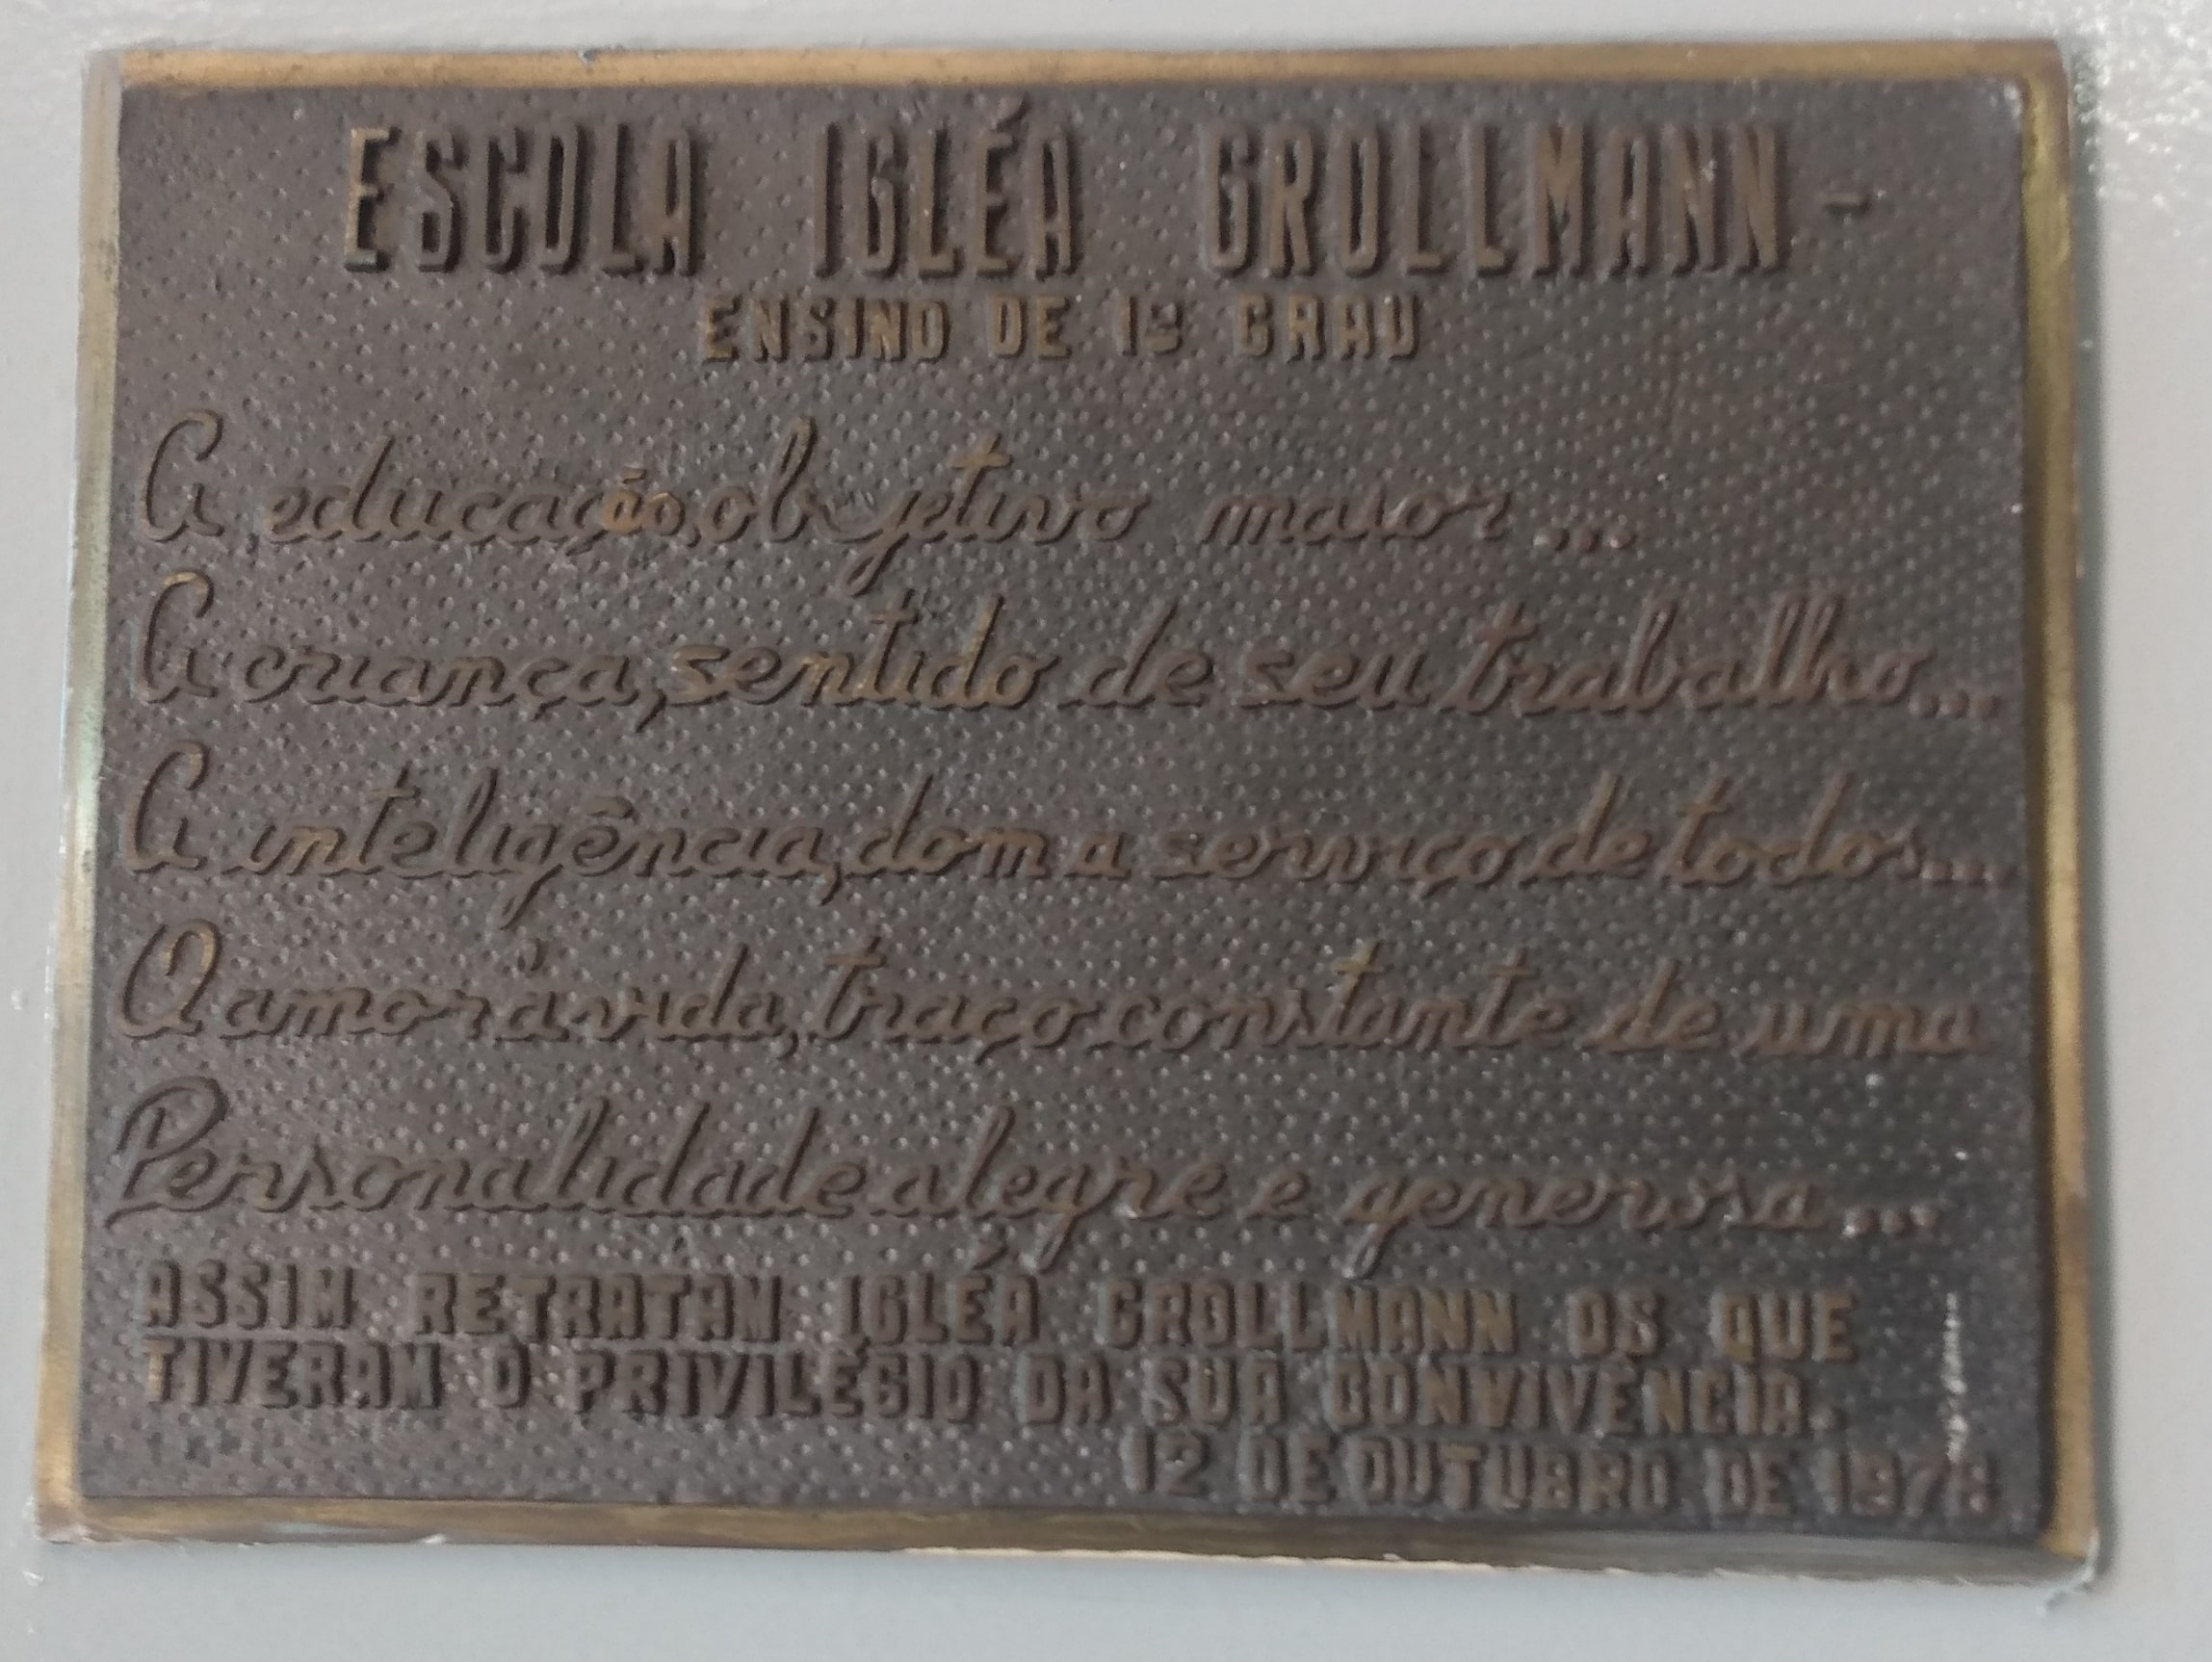 ESCOLA IGLÉA GROLLMANN -
ENSINO DE 1º GRAU
A educação, objetivo maior...
A criança, sentido de seu trabalho...
A inteligência, dom a serviço de todos...
O amor à vida, traço constante de uma
Personalidade alegre e generosa...
ASSIM RETRATAM IGLÉA GROLLMANN OS QUE
TIVERAM O PRIVILÉGIO DA SUA CONVIVÊNCIA.
12 DE OUTUBRO DE 1978